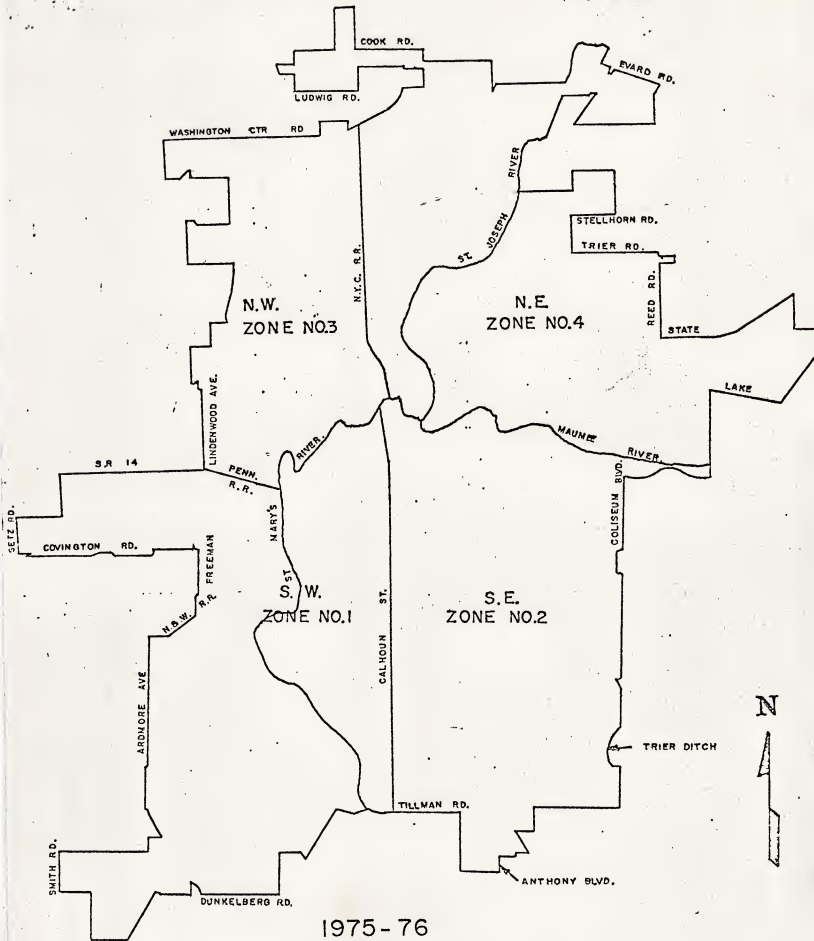 COOK RD.
EVARD RD.
LUDWIG RD.
WASHINGTON CTR RD
N.Y.C. R.R.
ST. JOSEPH RIVER
STELLHORN RD.
TRIER RD.
REED RD.
STATE
LAKE
N.W.
ZONE NO.3
N.E.
ZONE NO.4
LINDENWOOD AVE.
S.R 14
PENN.
R.R.
ST. MARY'S RIVER.
MAUMEE RIVER.
COLISEUM BLVD.
GETZ RD.
COVINGTON RD.
FREEMAN
N.&W. R.R.
ARDMORE AVE
S. W.
ZONE NO.1
CALHOUN ST.
S.E.
ZONE NO.2
N
TRIER DITCH
TILLMAN RD.
SMITH RD.
ANTHONY BLVD.
DUNKELBERG RD.
1975-76